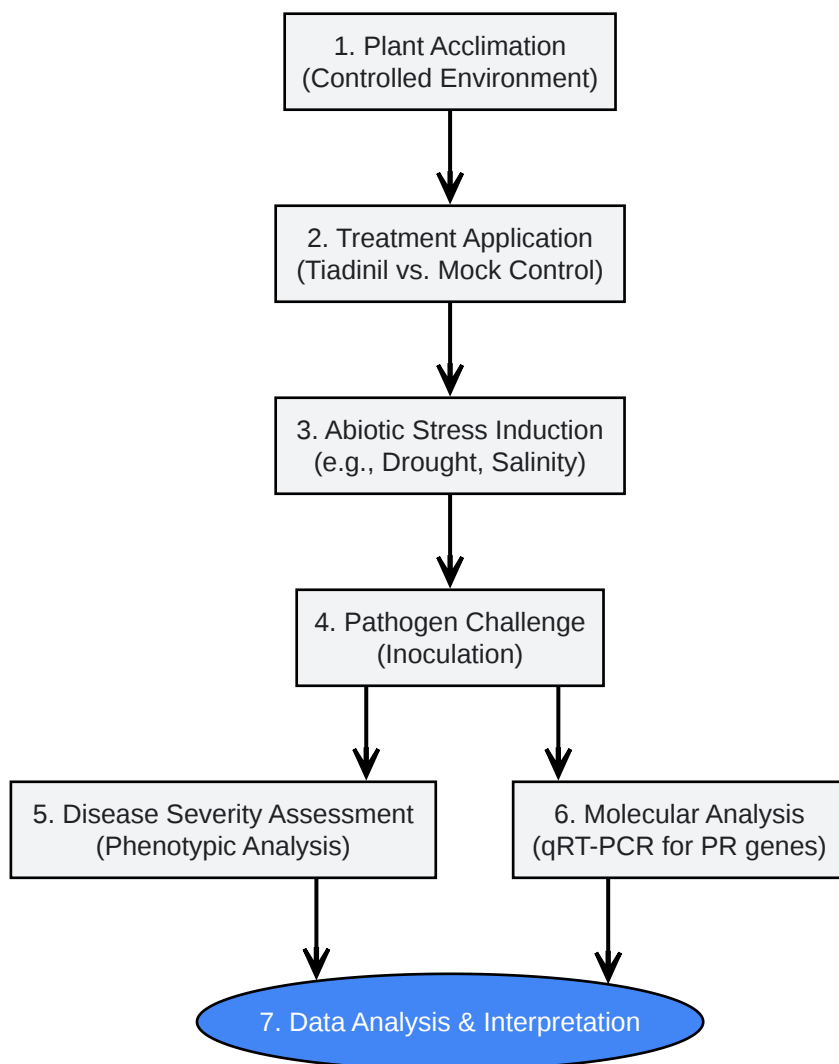 1. Plant Acclimation
(Controlled Environment)
2. Treatment Application
(Tiadinil vs. Mock Control)
3. Abiotic Stress Induction
(e.g., Drought, Salinity)
4. Pathogen Challenge
(Inoculation)
5. Disease Severity Assessment
(Phenotypic Analysis)
6. Molecular Analysis
(qRT-PCR for PR genes)
7. Data Analysis & Interpretation